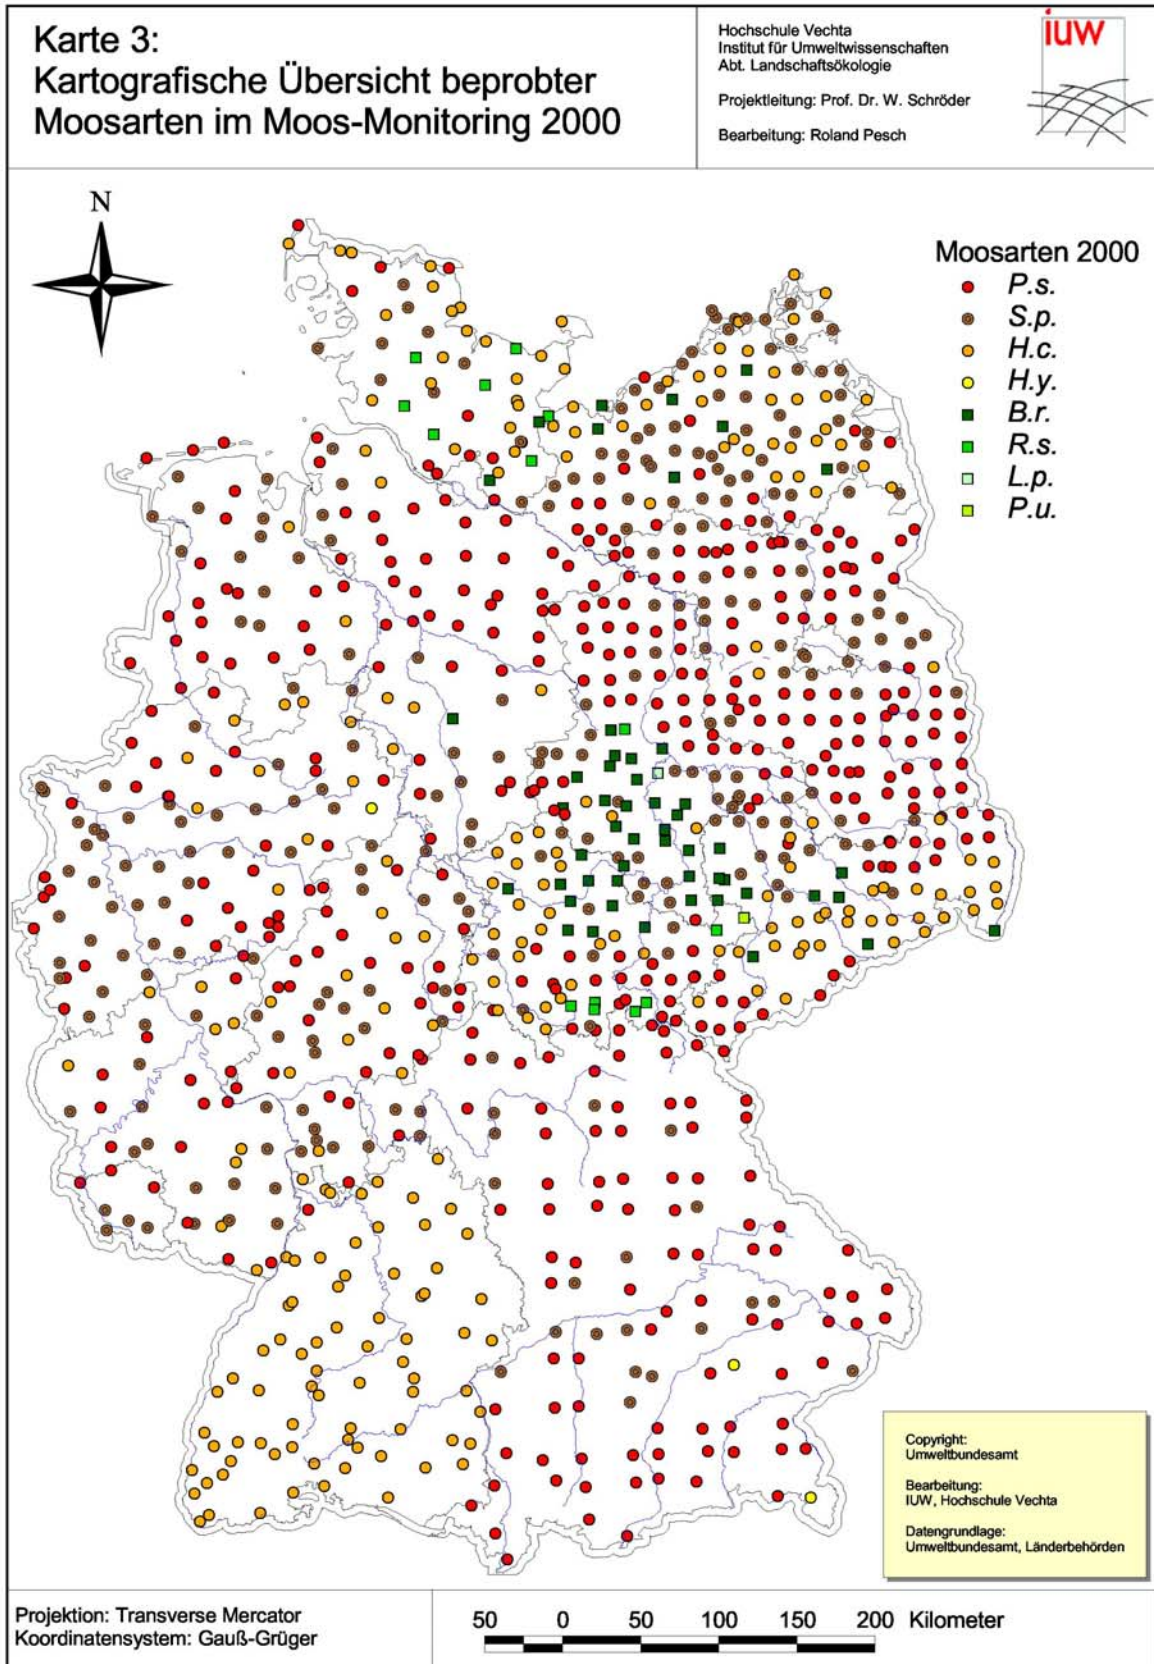 Karte 3:
Kartografische Übersicht beprobter
Moosarten im Moos-Monitoring 2000
Hochschule Vechta
Institut für Umweltwissenschaften
Abt. Landschaftsökologie
Projektleitung: Prof. Dr. W. Schröder
Bearbeitung: Roland Pesch
iuw
N
Moosarten 2000
P.s.
S.p.
H.c.
H.y.
B.r.
R.s.
L.p.
P.u.
Copyright:
Umweltbundesamt
Bearbeitung:
IUW, Hochschule Vechta
Datengrundlage:
Umweltbundesamt, Länderbehörden
Projektion: Transverse Mercator
Koordinatensystem: Gauß-Grüger
50 0 50 100 150 200 Kilometer